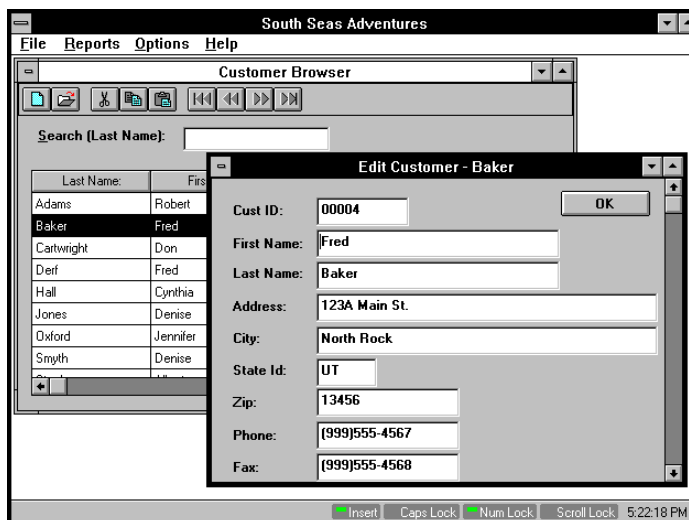 South Seas Adventures
File Reports Options Help
Customer Browser
Search (Last Name):
Last Name: Firs
Adams Robert
Baker Fred
Cartwright Don
Derf Fred
Hall Cynthia
Jones Denise
Oxford Jennifer
Smyth Denise
Edit Customer - Baker
OK
Cust ID: 00004
First Name: Fred
Last Name: Baker
Address: 123A Main St.
City: North Rock
State Id: UT
Zip: 13456
Phone: (999)555-4567
Fax: (999)555-4568
Insert Caps Lock Num Lock Scroll Lock 5:22:18 PM